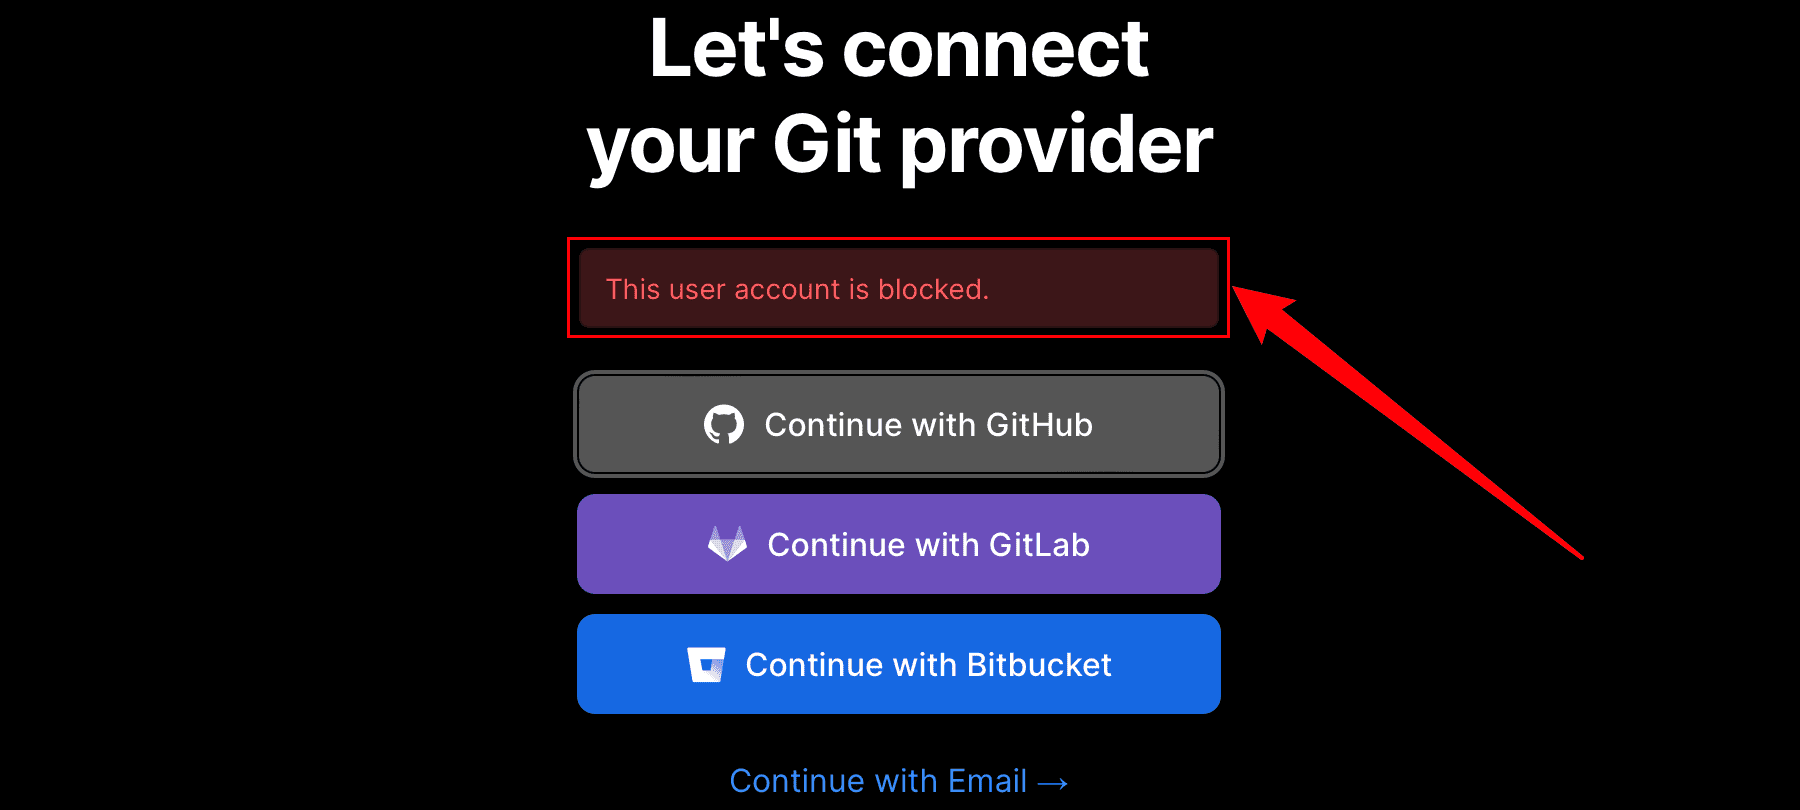 Let's connect
your Git provider
This user account is blocked.
Continue with GitHub
Continue with GitLab
Continue with Bitbucket
Continue with Email →